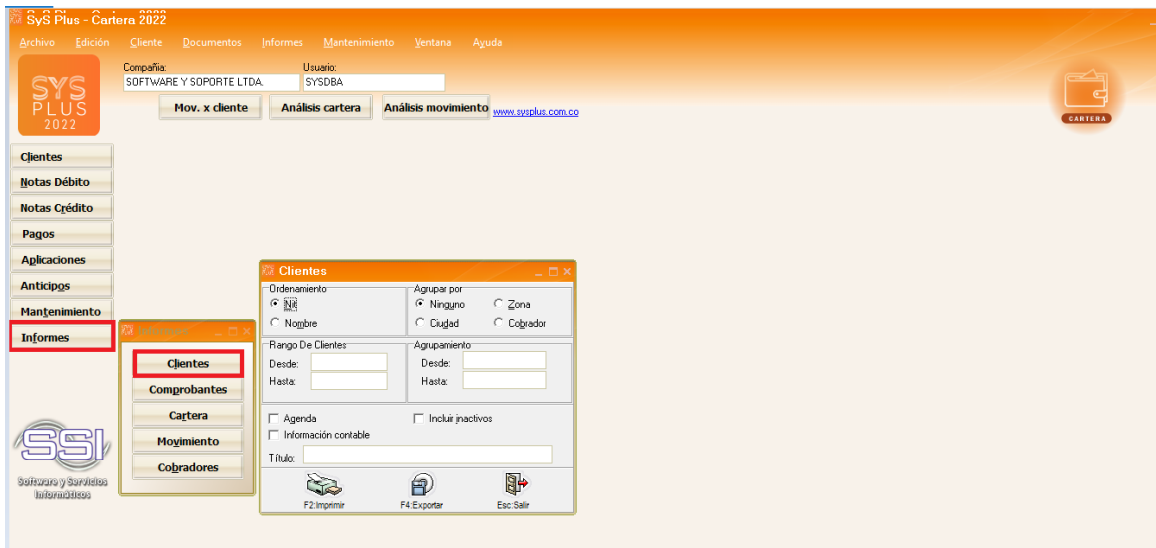 SyS Plus - Cartera 2022
Archivo Edición Cliente Documentos Informes Mantenimiento Ventana Ayuda
SYS
PLUS
2022
Compañia: Usuario:
SOFTWARE Y SOPORTE LTDA. SYSDBA
Mov. x cliente Análisis cartera Análisis movimiento www.sysplus.com.co
CARTERA
Clientes
Notas Débito
Notas Crédito
Pagos
Aplicaciones
Anticipos
Mantenimiento
Informes
SSI
Software y Servicios
Informáticos
Informes
Clientes
Comprobantes
Cartera
Movimiento
Cobradores
Clientes
Ordenamiento Agrupar por
Nit Ninguno Zona
Nombre Ciudad Cobrador
Rango De Clientes Agrupamiento
Desde: Desde:
Hasta: Hasta:
Agenda Incluir inactivos
Información contable
Título:
F2:Imprimir F4:Exportar Esc:Salir